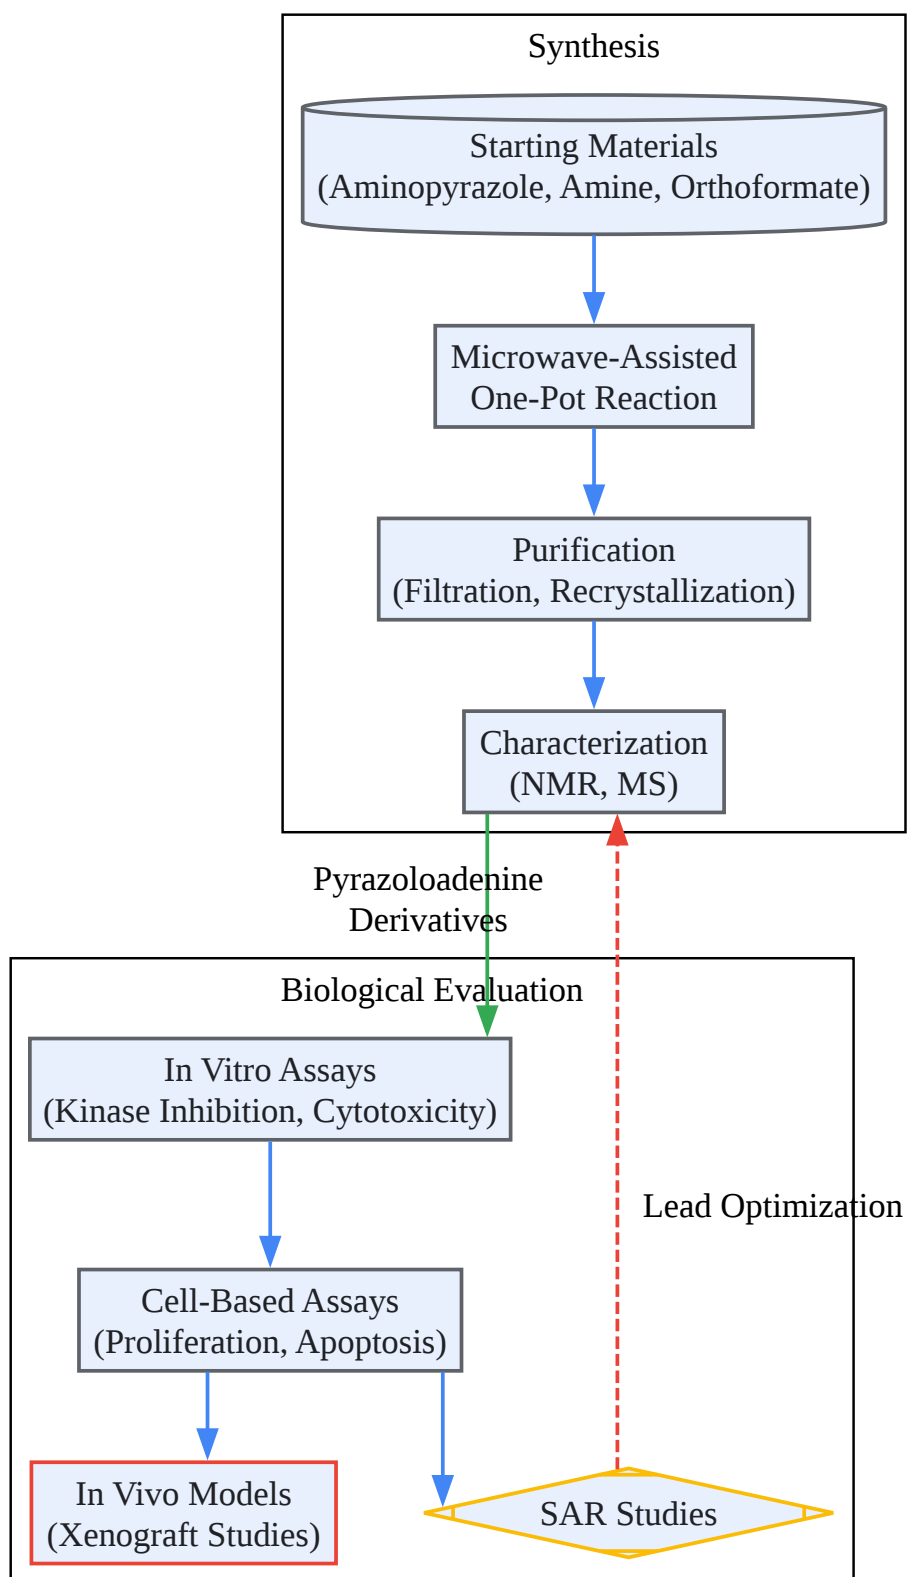 Synthesis
Starting Materials
(Aminopyrazole, Amine, Orthoformate)
Microwave-Assisted
One-Pot Reaction
Purification
(Filtration, Recrystallization)
Characterization
(NMR, MS)
Pyrazoloadenine
Derivatives
Biological Evaluation
In Vitro Assays
(Kinase Inhibition, Cytotoxicity)
Lead Optimization
Cell-Based Assays
(Proliferation, Apoptosis)
In Vivo Models
(Xenograft Studies)
SAR Studies